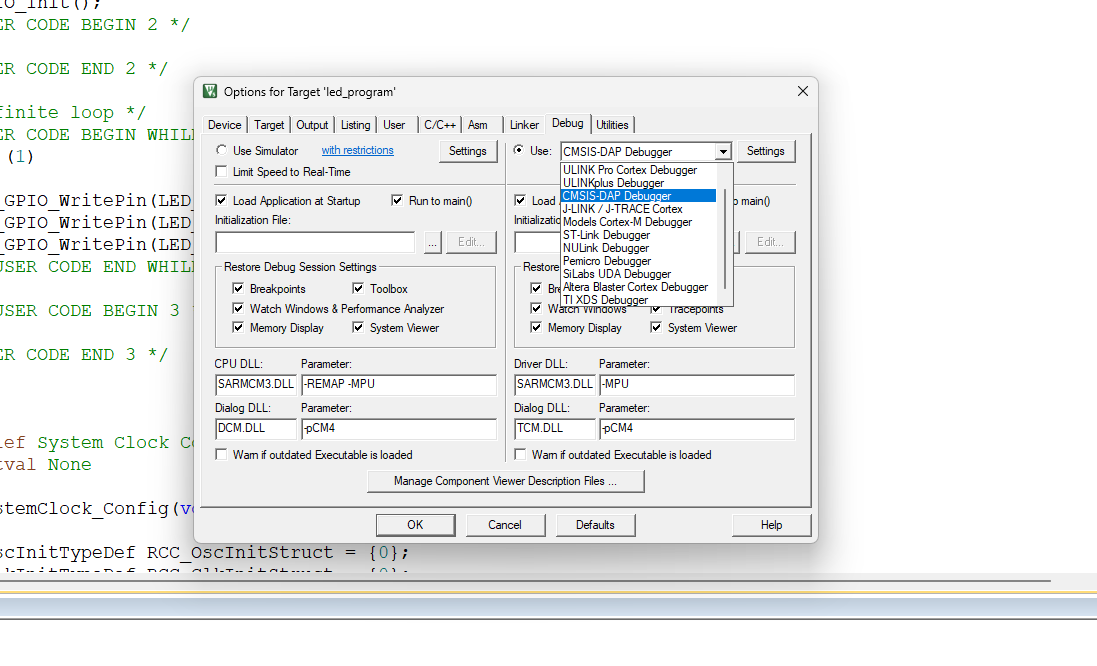 IO_Init();
ER CODE BEGIN 2 */
ER CODE END 2 */
finite loop */
ER CODE BEGIN WHIL
(1)
_GPIO_WritePin(LED_
_GPIO_WritePin(LED_
_GPIO_WritePin(LED_
USER CODE END WHIL
USER CODE BEGIN 3
ER CODE END 3 */
ief System Clock Co
tval None
stemClock_Config(vo
scInitTypeDef RCC_OscInitStruct = {0};
kInitTypeDef RCC_ClkInitStruct = {0};
Options for Target 'led_program'
Device Target Output Listing User C/C++ Asm Linker Debug Utilities
Use Simulator with restrictions Settings
Limit Speed to Real-Time
Load Application at Startup Run to main()
Initialization File:
... Edit...
Restore Debug Session Settings
Breakpoints Toolbox
Watch Windows & Performance Analyzer
Memory Display System Viewer
CPU DLL: Parameter:
SARMCM3.DLL -REMAP -MPU
Dialog DLL: Parameter:
DCM.DLL -pCM4
Warn if outdated Executable is loaded
Use: CMSIS-DAP Debugger Settings
ULINK Pro Cortex Debugger
ULINKplus Debugger
CMSIS-DAP Debugger
J-LINK / J-TRACE Cortex
Models Cortex-M Debugger
ST-Link Debugger
NULink Debugger
Pemicro Debugger
SiLabs UDA Debugger
Altera Blaster Cortex Debugger
TI XDS Debugger
Load o main()
Initializatio
Edit...
Restore
Bre
Watch Windows Tracepoints
Memory Display System Viewer
Driver DLL: Parameter:
SARMCM3.DLL -MPU
Dialog DLL: Parameter:
TCM.DLL -pCM4
Warn if outdated Executable is loaded
Manage Component Viewer Description Files ...
OK Cancel Defaults Help